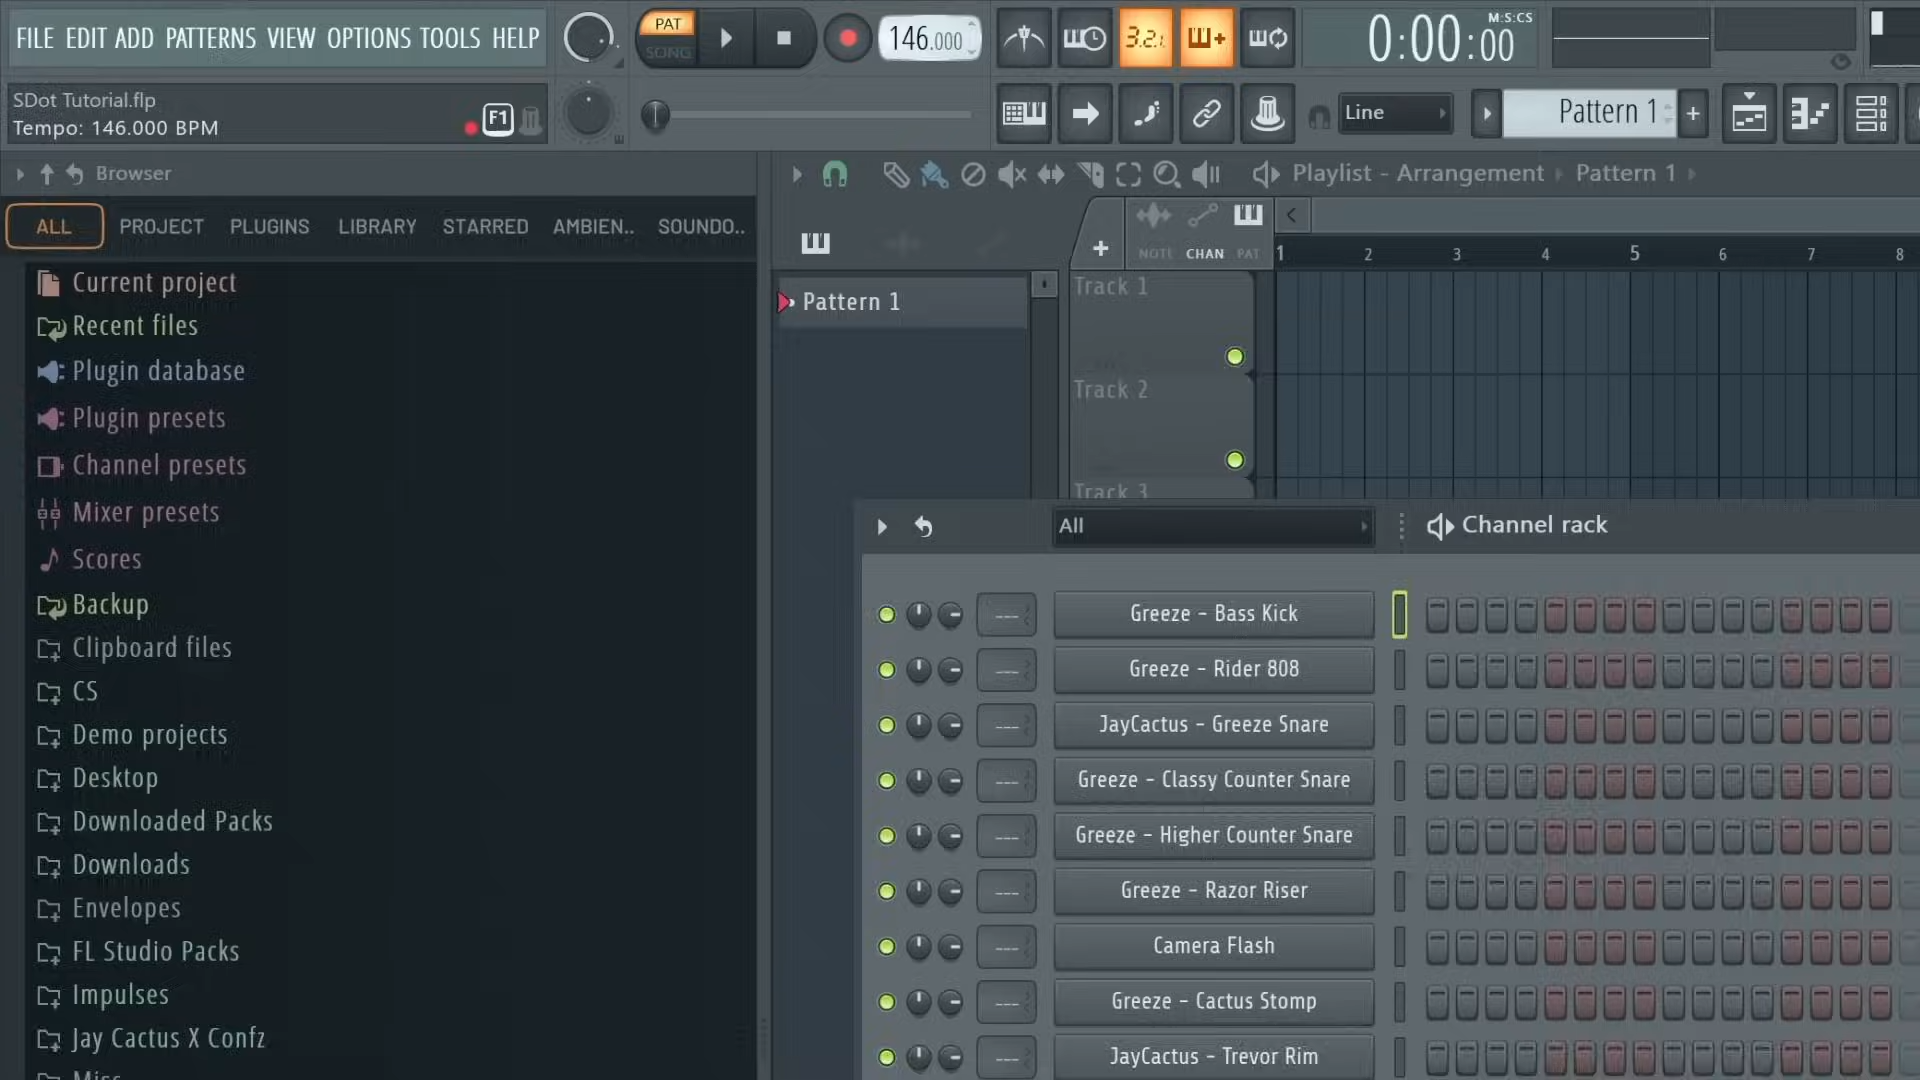 FILE EDIT ADD PATTERNS VIEW OPTIONS TOOLS HELP
PAT
SONG
146.000
3.2.1
M:S:CS
0:00:00
SDot Tutorial.flp
Tempo: 146.000 BPM
F1
Line
Pattern 1
Browser
Playlist - Arrangement Pattern 1
ALL PROJECT PLUGINS LIBRARY STARRED AMBIEN.. SOUNDO..
NOTE CHAN PAT
1 2 3 4 5 6 7 8
Current project
Recent files
Plugin database
Plugin presets
Channel presets
Mixer presets
Scores
Backup
Clipboard files
CS
Demo projects
Desktop
Downloaded Packs
Downloads
Envelopes
FL Studio Packs
Impulses
Jay Cactus X Confz
Misc
Pattern 1
Track 1
Track 2
Track 3
All
Channel rack
Greeze - Bass Kick
Greeze - Rider 808
JayCactus - Greeze Snare
Greeze - Classy Counter Snare
Greeze - Higher Counter Snare
Greeze - Razor Riser
Camera Flash
Greeze - Cactus Stomp
JayCactus - Trevor Rim